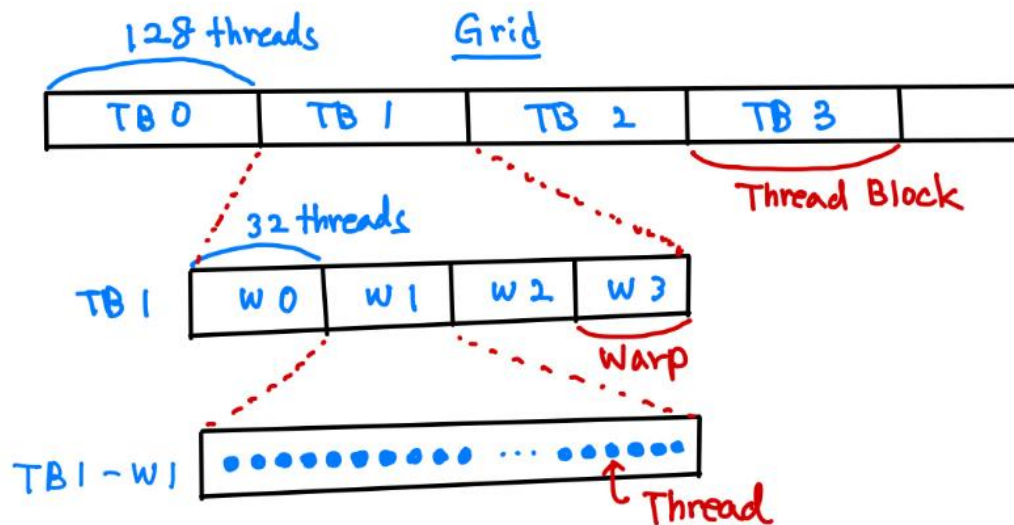 128 threads
Grid
TB 0 TB 1 TB 2 TB 3
Thread Block
32 threads
TB 1 W 0 W 1 W 2 W 3
Warp
TB1-W1 ...
Thread